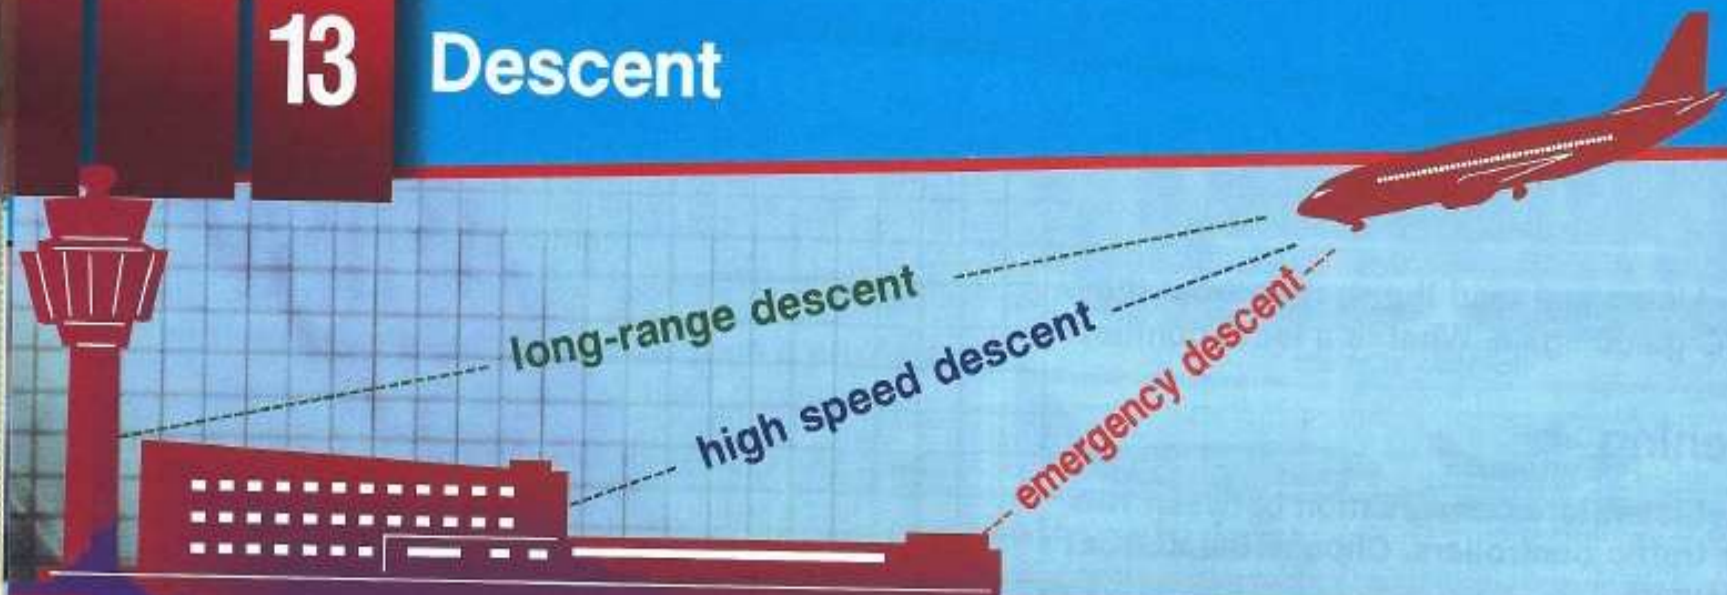 13 Descent
long-range descent
high speed descent
emergency descent